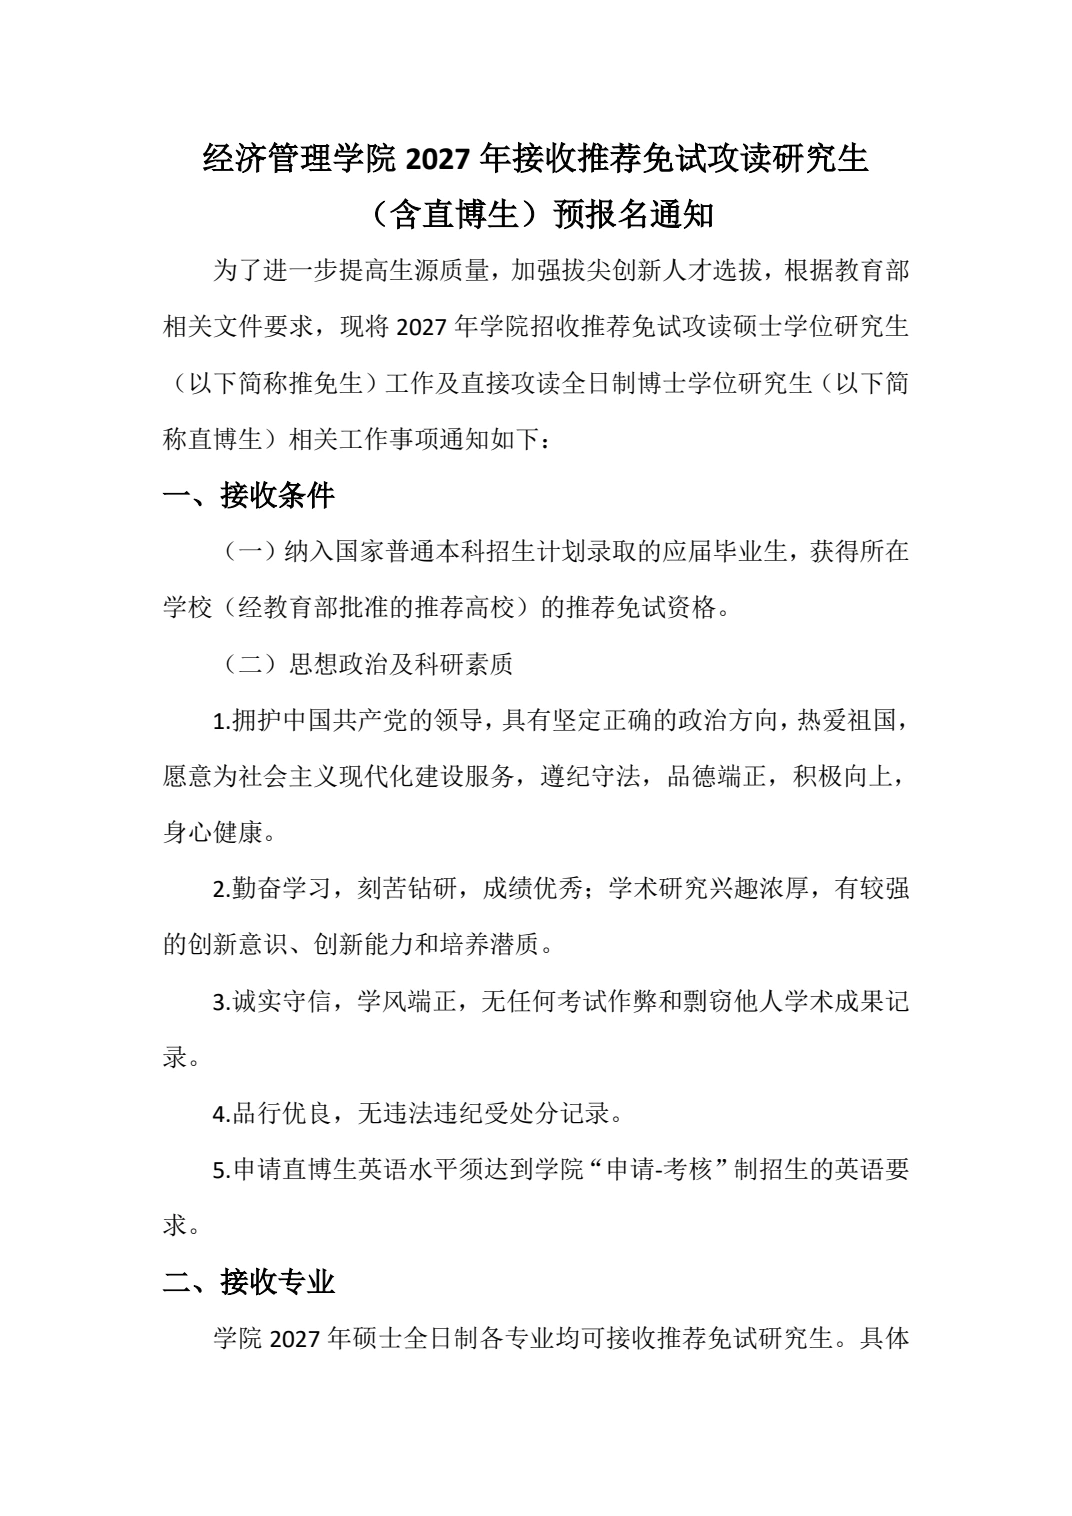 经济管理学院 2027 年接收推荐免试攻读研究生
（含直博生）预报名通知
为了进一步提高生源质量，加强拔尖创新人才选拔，根据教育部
相关文件要求，现将 2027 年学院招收推荐免试攻读硕士学位研究生
（以下简称推免生）工作及直接攻读全日制博士学位研究生（以下简
称直博生）相关工作事项通知如下：
一、接收条件
（一）纳入国家普通本科招生计划录取的应届毕业生，获得所在
学校（经教育部批准的推荐高校）的推荐免试资格。
（二）思想政治及科研素质
1.拥护中国共产党的领导，具有坚定正确的政治方向，热爱祖国，
愿意为社会主义现代化建设服务，遵纪守法，品德端正，积极向上，
身心健康。
2.勤奋学习，刻苦钻研，成绩优秀；学术研究兴趣浓厚，有较强
的创新意识、创新能力和培养潜质。
3.诚实守信，学风端正，无任何考试作弊和剽窃他人学术成果记
录。
4.品行优良，无违法违纪受处分记录。
5.申请直博生英语水平须达到学院“申请-考核”制招生的英语要
求。
二、接收专业
学院 2027 年硕士全日制各专业均可接收推荐免试研究生。具体